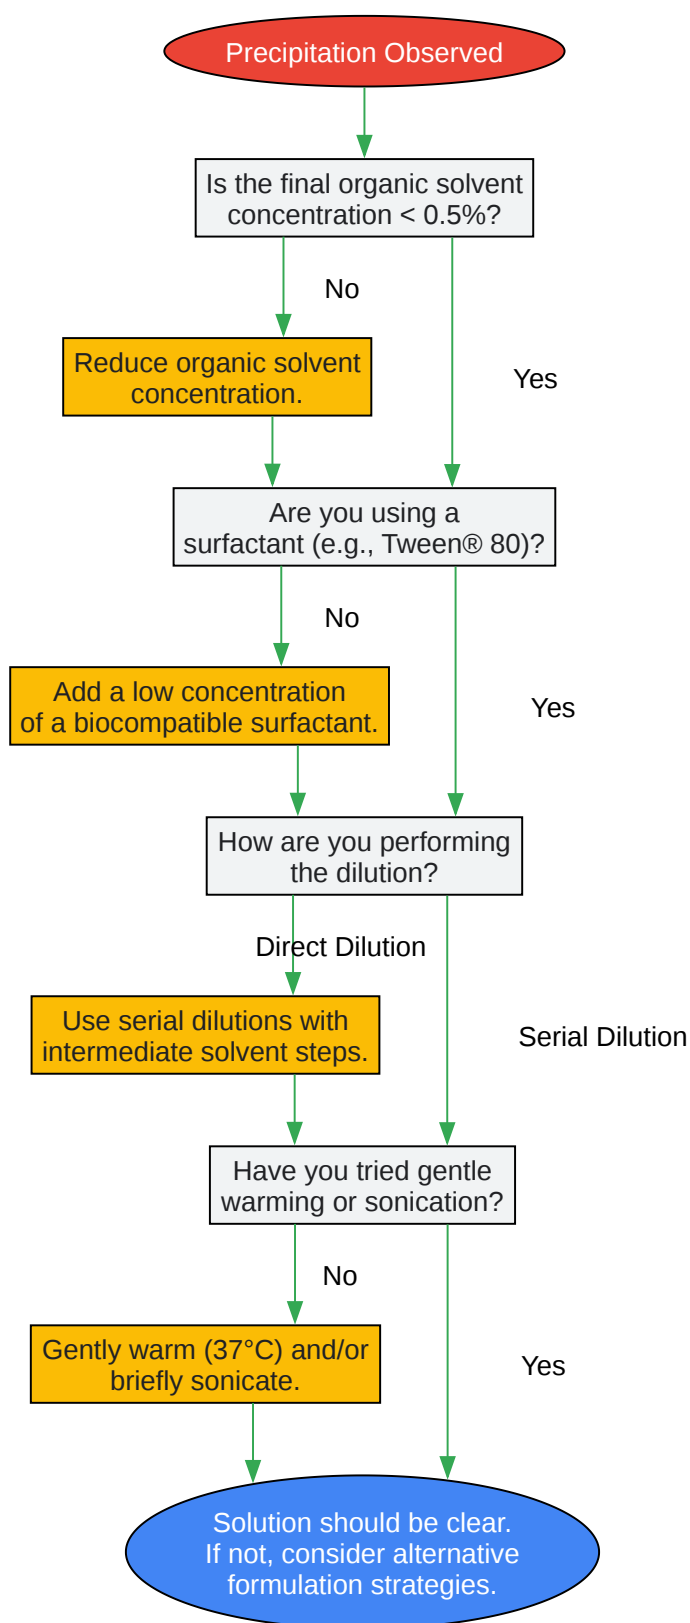 Precipitation Observed
Is the final organic solvent
concentration < 0.5%?
No
Reduce organic solvent
concentration.
Yes
Are you using a
surfactant (e.g., Tween® 80)?
No
Add a low concentration
of a biocompatible surfactant.
Yes
How are you performing
the dilution?
Direct Dilution
Use serial dilutions with
intermediate solvent steps.
Serial Dilution
Have you tried gentle
warming or sonication?
No
Gently warm (37°C) and/or
briefly sonicate.
Yes
Solution should be clear.
If not, consider alternative
formulation strategies.